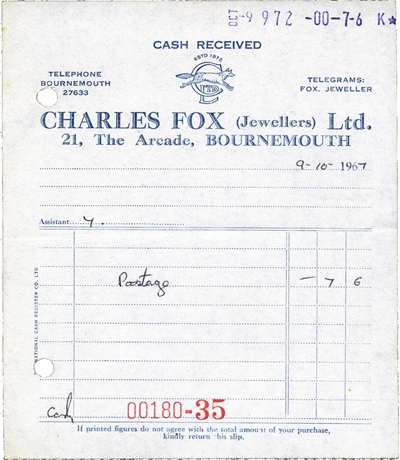 OCT-9 972 -00-7-6 K★
CASH RECEIVED
ESTD 1872
LTD
TELEPHONE
BOURNEMOUTH
27633
TELEGRAMS:
FOX, JEWELLER
CHARLES FOX (Jewellers) Ltd.
21, The Arcade, BOURNEMOUTH
9-10-1967
Assistant 7.
Postage — 7 6
NATIONAL CASH REGISTER CO. LTD
Cash 00180-35
If printed figures do not agree with the total amount of your purchase,
kindly return this slip.